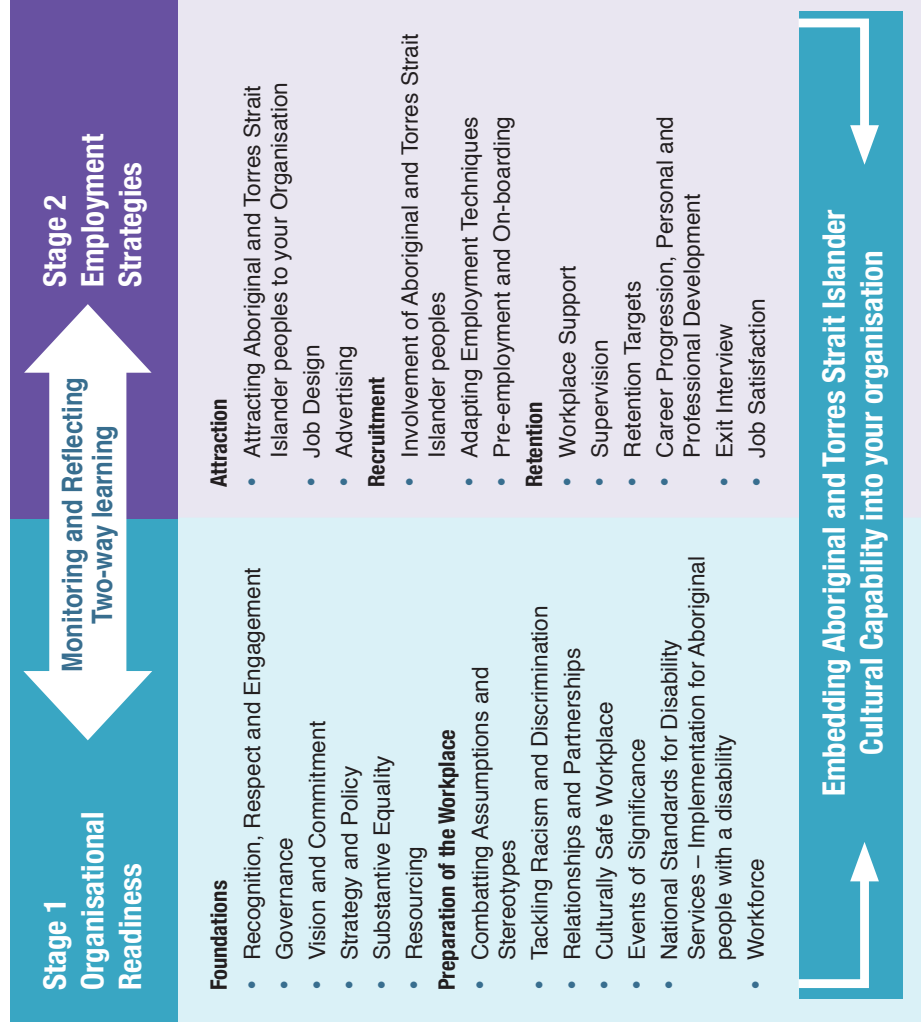 Stage 1
Organisational
Readiness
Monitoring and Reflecting
Two-way learning
Stage 2
Employment
Strategies
Foundations
• Recognition, Respect and Engagement
• Governance
• Vision and Commitment
• Strategy and Policy
• Substantive Equality
• Resourcing
Preparation of the Workplace
• Combatting Assumptions and
Stereotypes
• Tackling Racism and Discrimination
• Relationships and Partnerships
• Culturally Safe Workplace
• Events of Significance
• National Standards for Disability
Services – Implementation for Aboriginal
people with a disability
• Workforce
Attraction
• Attracting Aboriginal and Torres Strait
Islander peoples to your Organisation
• Job Design
• Advertising
Recruitment
• Involvement of Aboriginal and Torres Strait
Islander peoples
• Adapting Employment Techniques
• Pre-employment and On-boarding
Retention
• Workplace Support
• Supervision
• Retention Targets
• Career Progression, Personal and
Professional Development
• Exit Interview
• Job Satisfaction
Embedding Aboriginal and Torres Strait Islander
Cultural Capability into your organisation